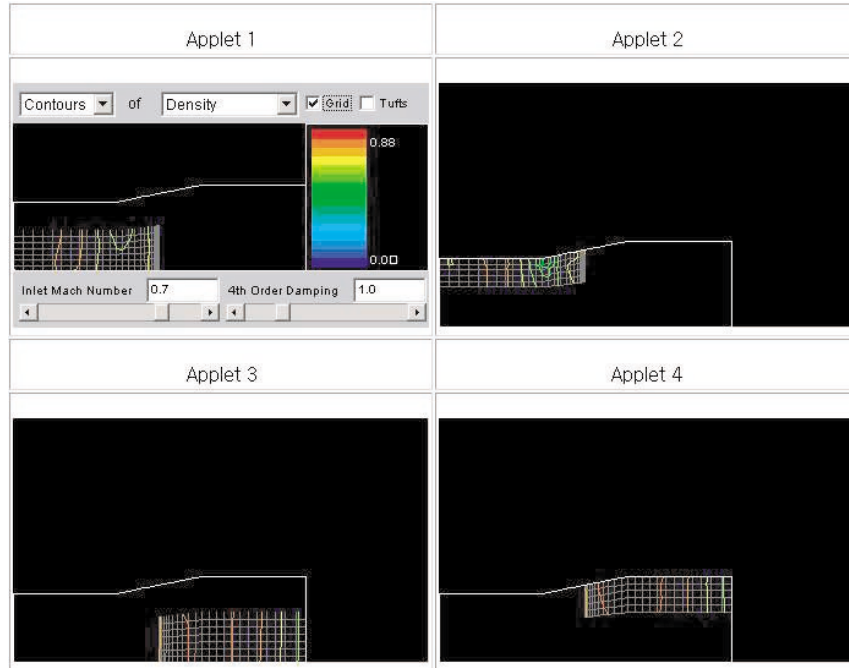 Applet 1
Applet 2
Contours of Density Grid Tufts
0.88
0.0
Inlet Mach Number 0.7 4th Order Damping 1.0
Applet 3
Applet 4